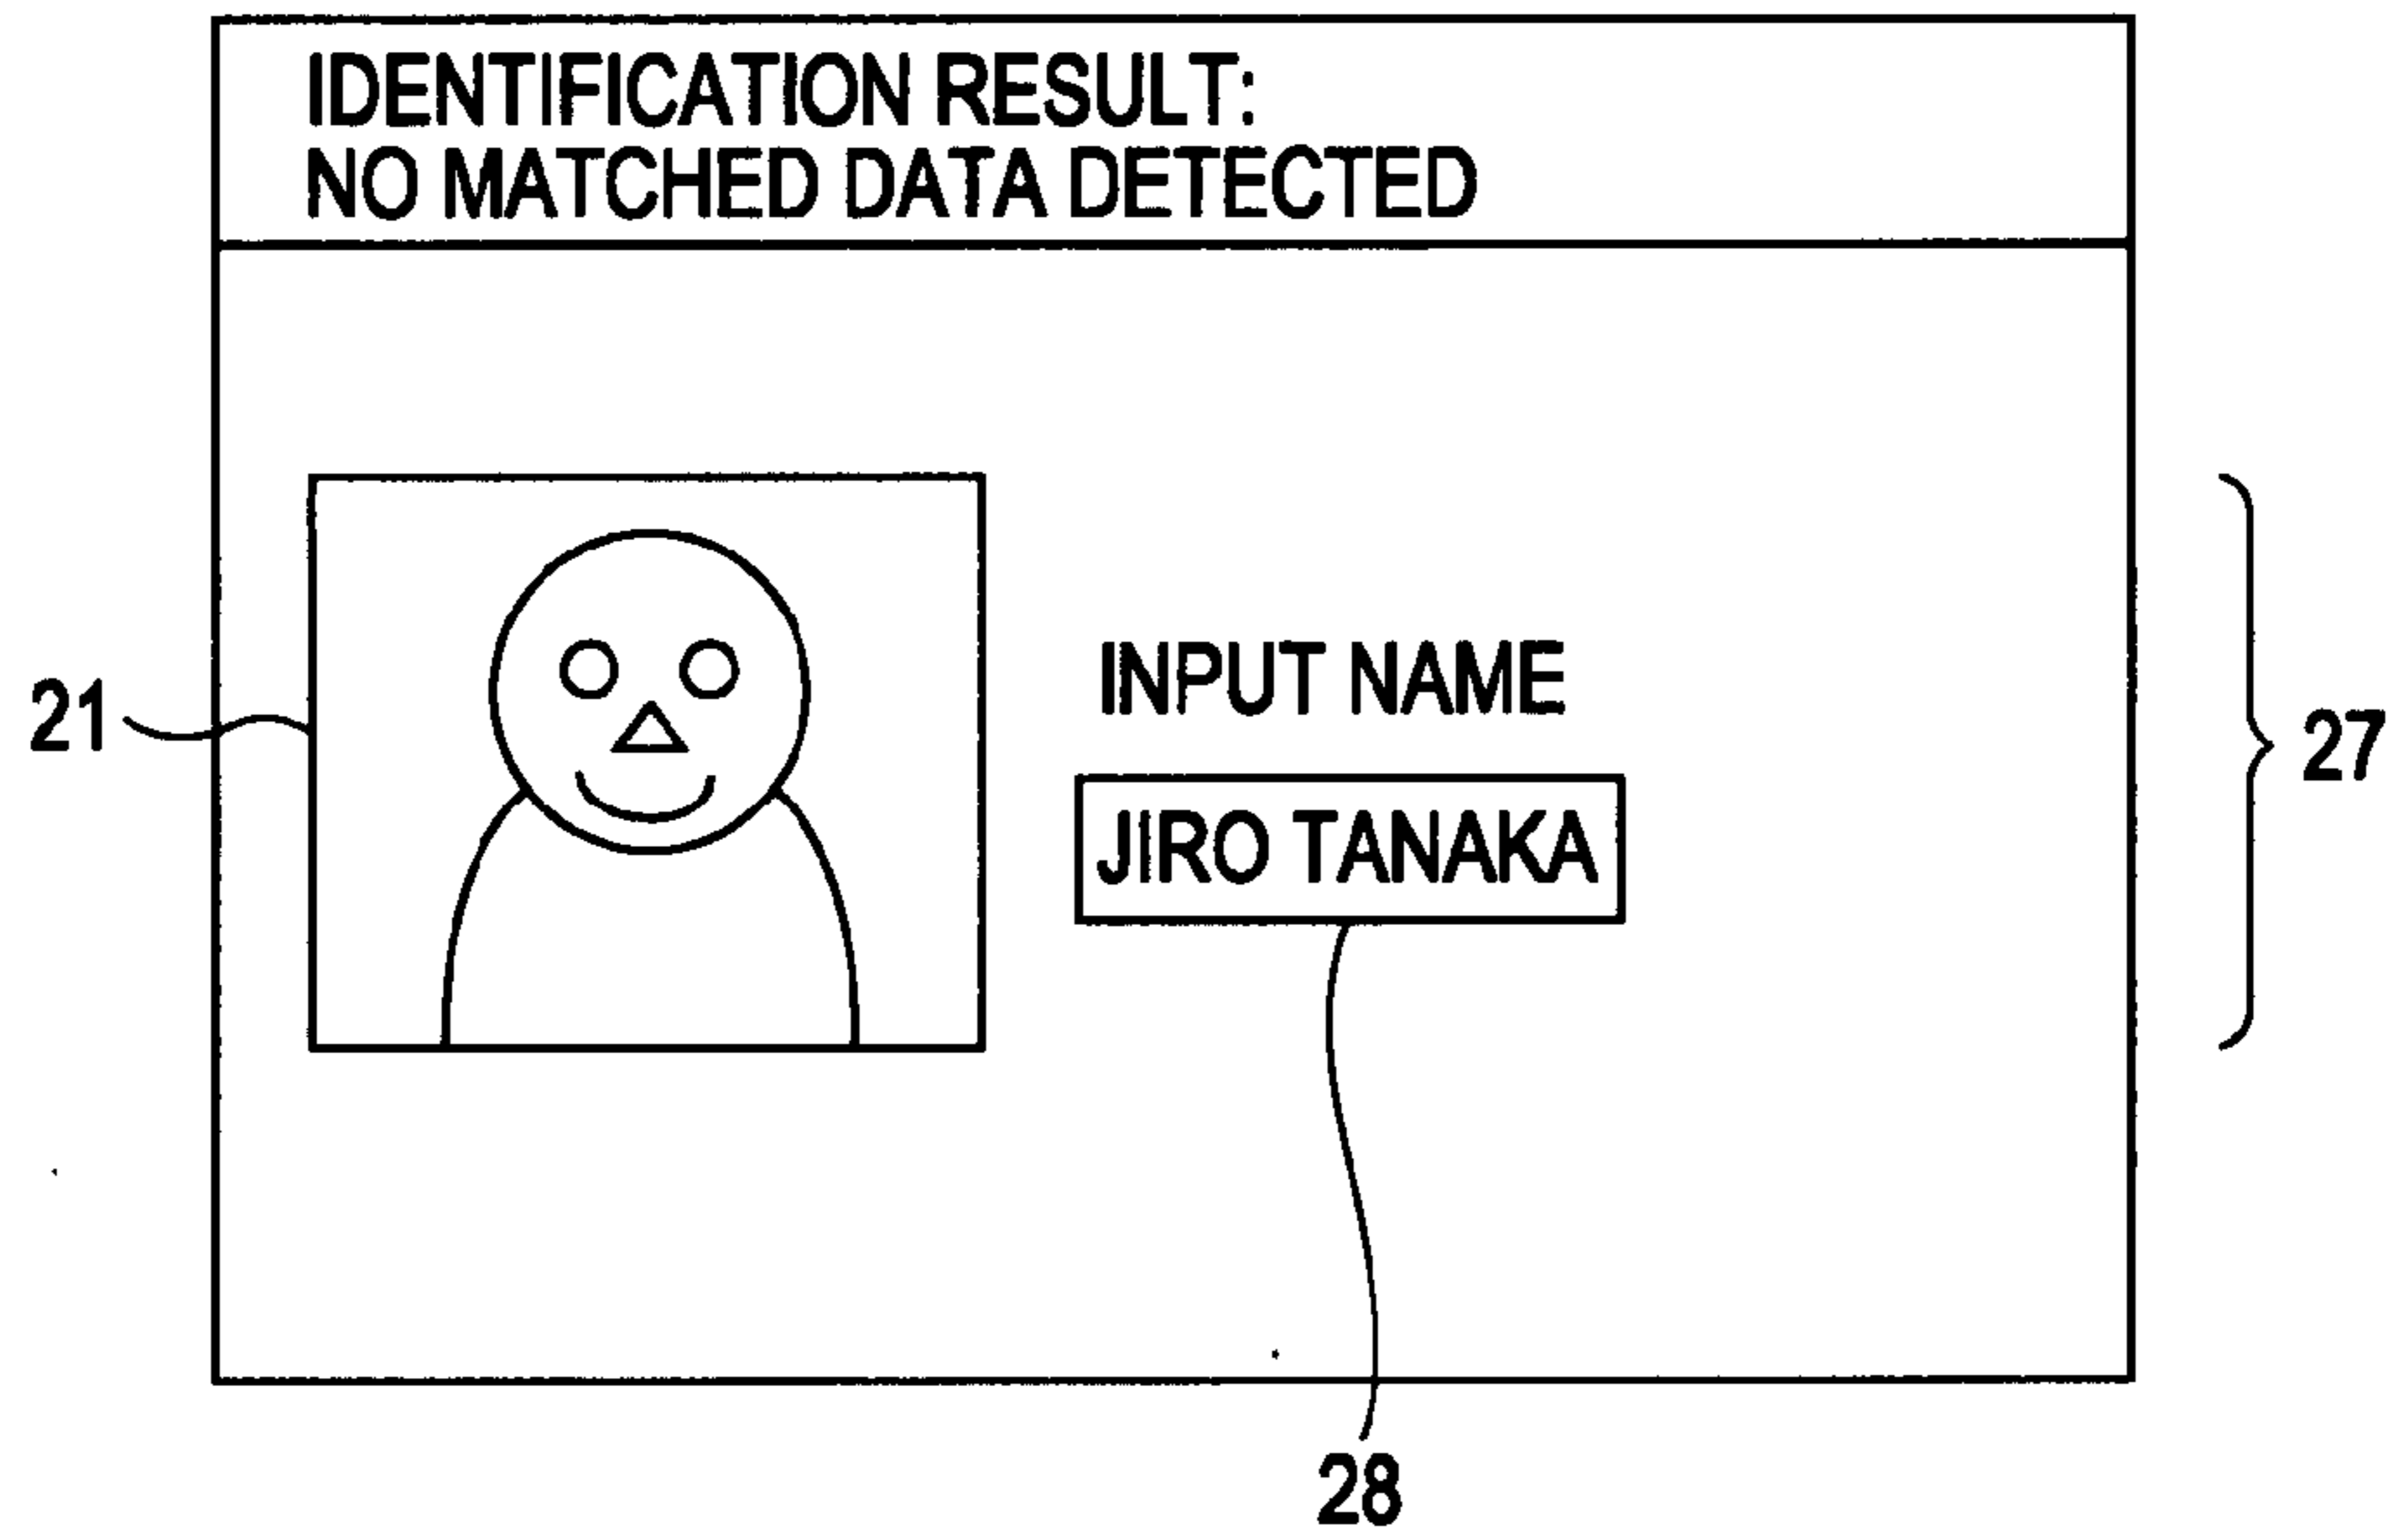 IDENTIFICATION RESULT:
NO MATCHED DATA DETECTED
21
INPUT NAME
27
JIRO TANAKA
28